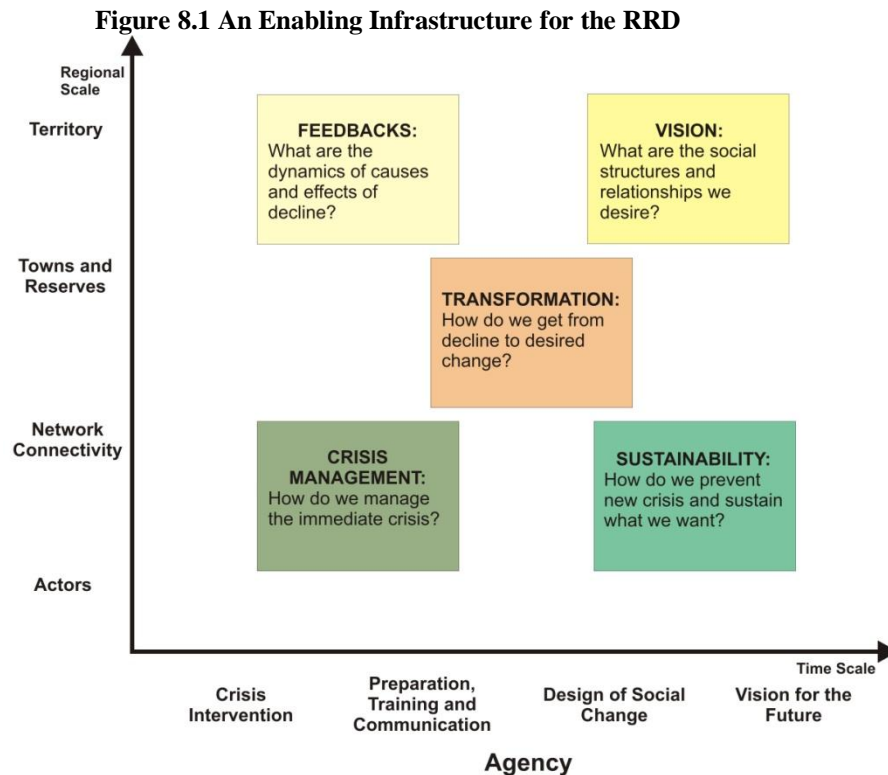 Figure 8.1 An Enabling Infrastructure for the RRD
Regional
Scale
Territory
FEEDBACKS:
What are the
dynamics of causes
and effects of
decline?
VISION:
What are the social
structures and
relationships we
desire?
Towns and
Reserves
TRANSFORMATION:
How do we get from
decline to desired
change?
Network
Connectivity
CRISIS
MANAGEMENT:
How do we manage
the immediate crisis?
SUSTAINABILITY:
How do we prevent
new crisis and sustain
what we want?
Actors
Time Scale
Crisis
Intervention
Preparation,
Training and
Communication
Design of Social
Change
Vision for the
Future
Agency